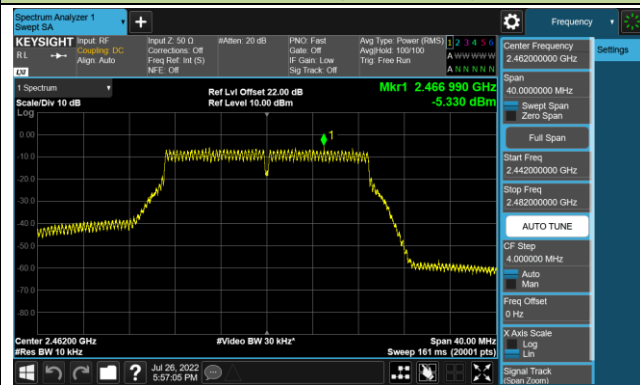 Spectrum Analyzer 1
Swept SA
Frequency
KEYSIGHT
RL
Input: RF
Coupling: DC
Align: Auto
Input Z: 50 Ω
Corrections: Off
Freq Ref: Int (S)
NFE: Off
#Atten: 20 dB
PNO: Fast
Gate: Off
IF Gain: Low
Sig Track: Off
Avg Type: Power (RMS)
Avg|Hold: 100/100
Trig: Free Run
1 2 3 4 5 6
A W W W W W
A N N N N N
LXI
1 Spectrum
Scale/Div 10 dB
Log
Ref Lvl Offset 22.00 dB
Ref Level 10.00 dBm
Mkr1 2.466 990 GHz
-5.330 dBm
1
0.00
-10.0
-20.0
-30.0
-40.0
-50.0
-60.0
-70.0
-80.0
Center 2.46200 GHz
#Res BW 10 kHz
#Video BW 30 kHz*
Span 40.00 MHz
Sweep 161 ms (20001 pts)
Jul 26, 2022
5:57:05 PM
Center Frequency
2.462000000 GHz
Settings
Span
40.0000000 MHz
Swept Span
Zero Span
Full Span
Start Freq
2.442000000 GHz
Stop Freq
2.482000000 GHz
AUTO TUNE
CF Step
4.000000 MHz
Auto
Man
Freq Offset
0 Hz
X Axis Scale
Log
Lin
Signal Track
(Span Zoom)